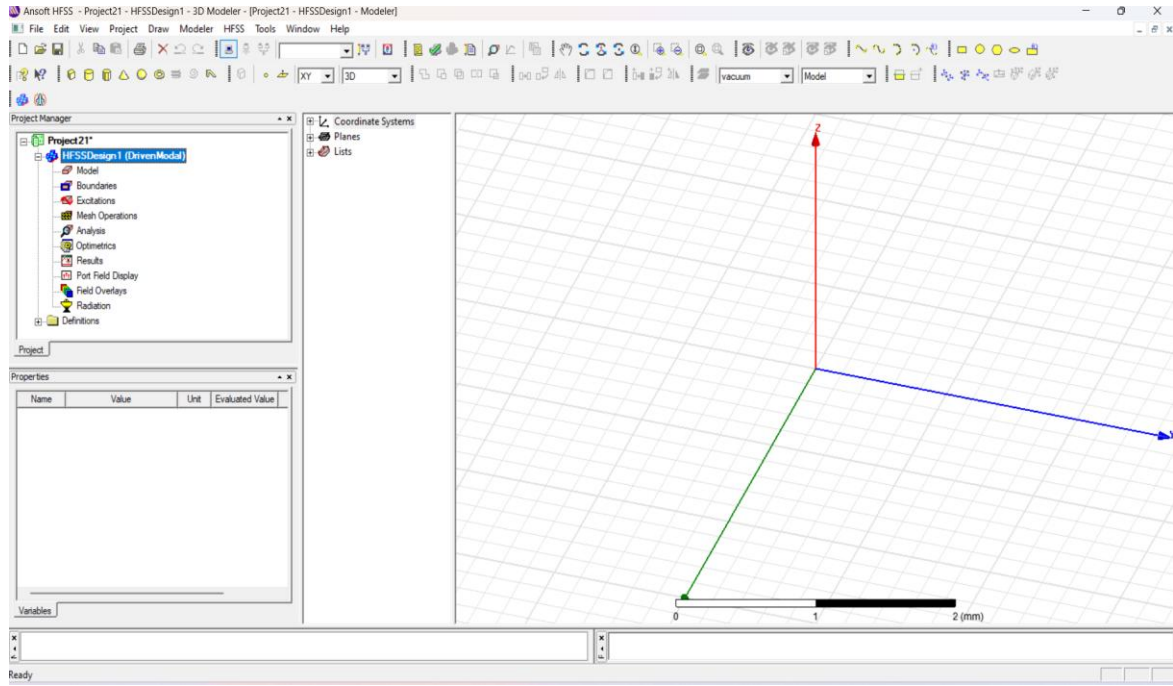 Ansoft HFSS - Project21 - HFSSDesign1 - 3D Modeler - [Project21 - HFSSDesign1 - Modeler]
File Edit View Project Draw Modeler HFSS Tools Window Help
XY 3D vacuum Model
Project Manager
Project21*
HFSSDesign1 (DrivenModal)
Model
Boundaries
Excitations
Mesh Operations
Analysis
Optimetrics
Results
Port Field Display
Field Overlays
Radiation
Definitions
Project
Properties
Name Value Unit Evaluated Value
Variables
Coordinate Systems
Planes
Lists
Z
0 1 2 (mm)
Ready